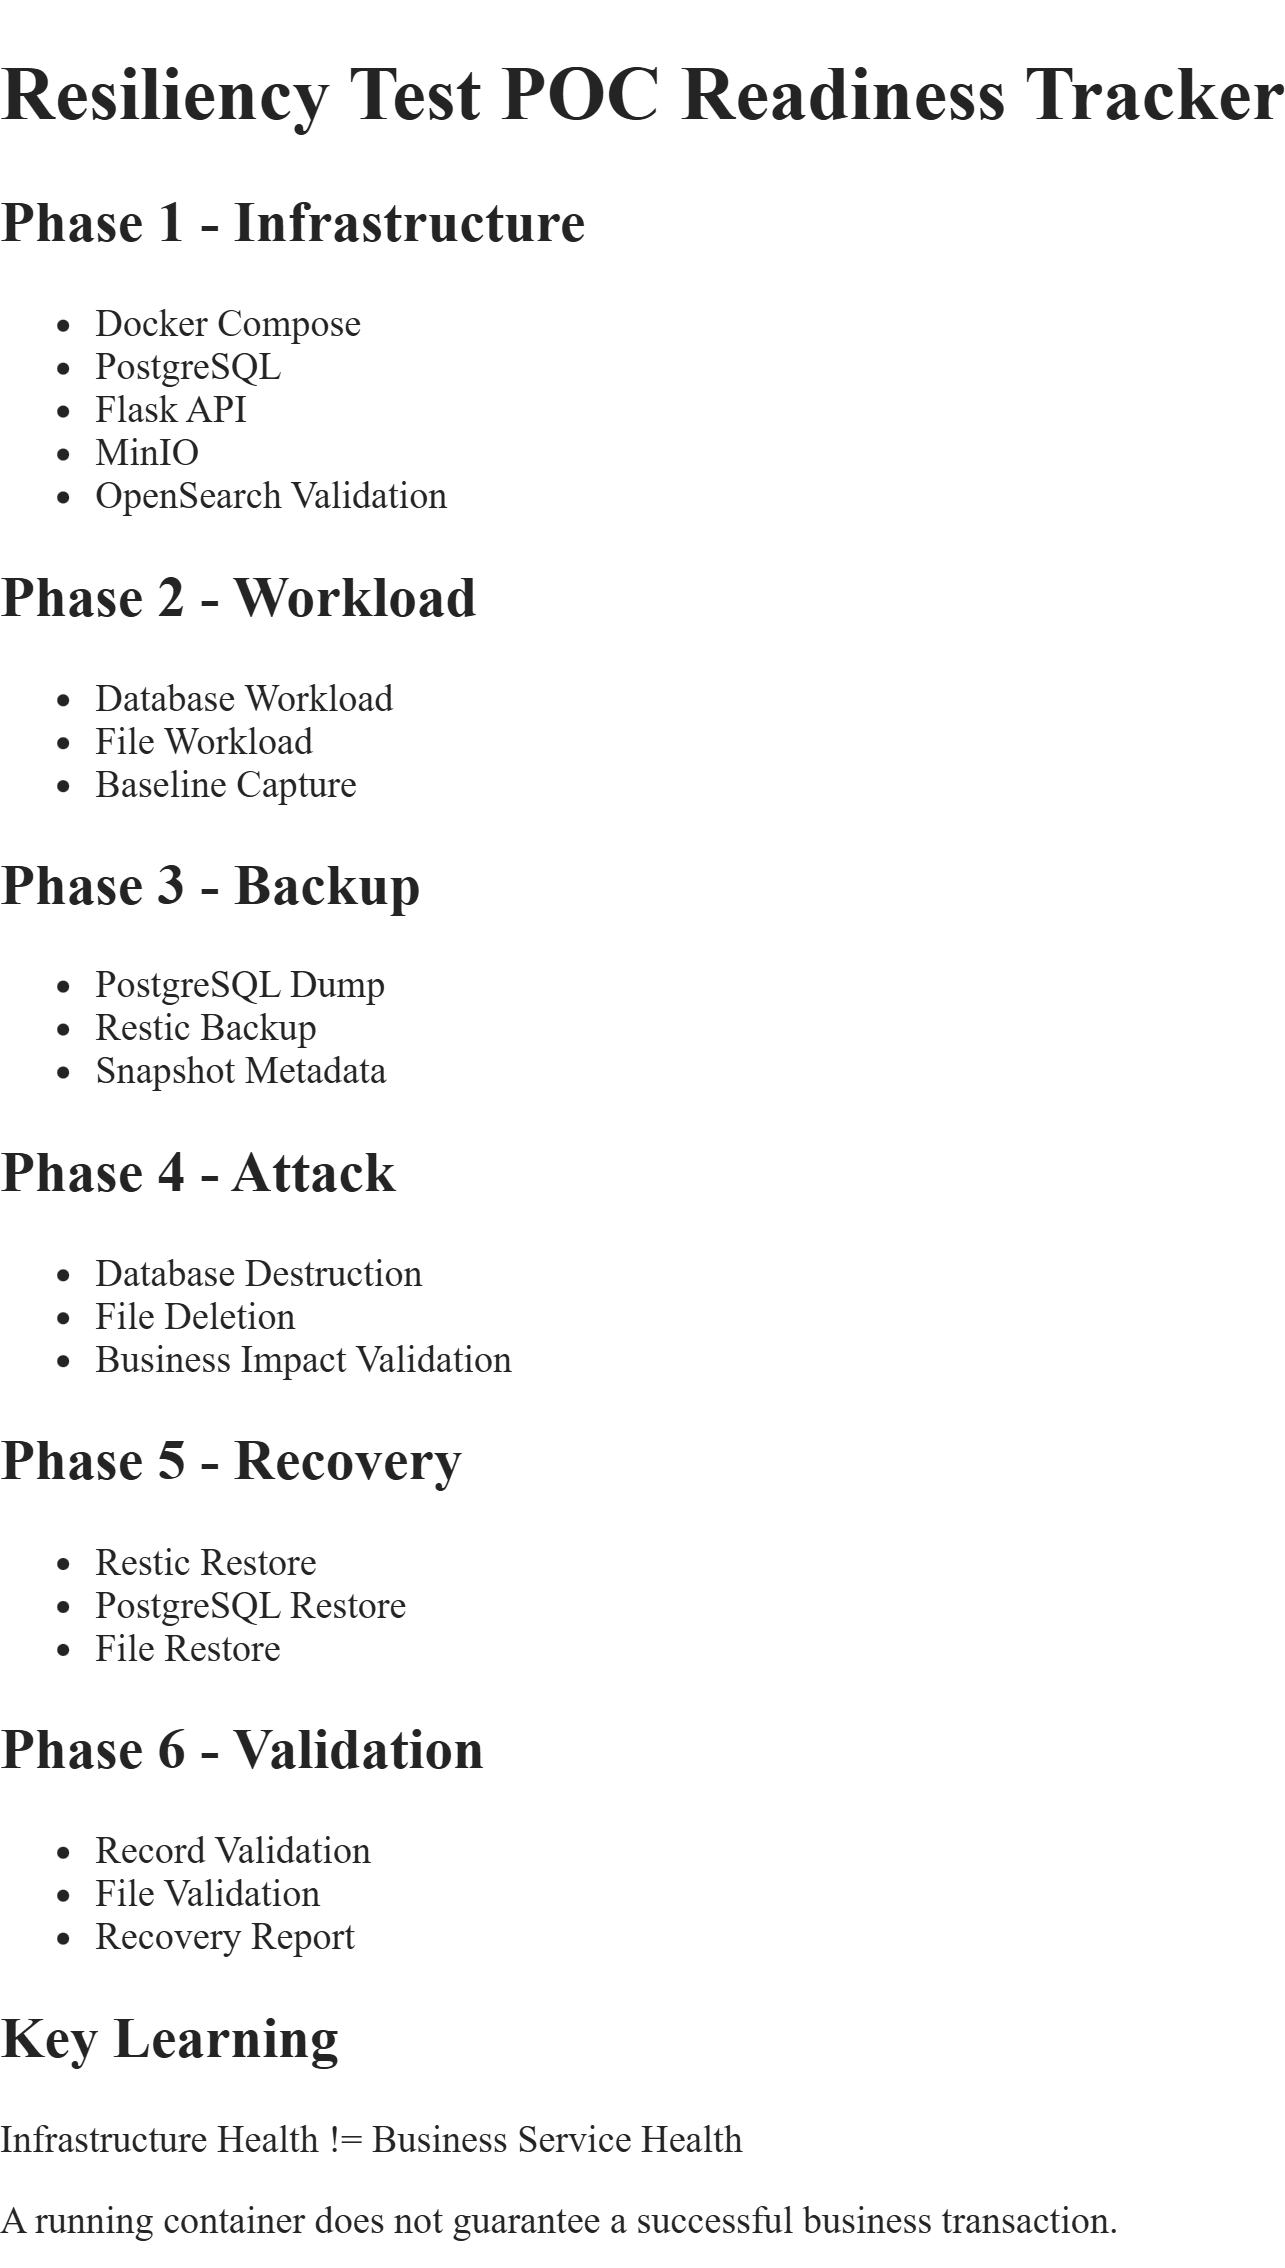 Resiliency Test POC Readiness Tracker
Phase 1 - Infrastructure
• Docker Compose
• PostgreSQL
• Flask API
• MinIO
• OpenSearch Validation
Phase 2 - Workload
• Database Workload
• File Workload
• Baseline Capture
Phase 3 - Backup
• PostgreSQL Dump
• Restic Backup
• Snapshot Metadata
Phase 4 - Attack
• Database Destruction
• File Deletion
• Business Impact Validation
Phase 5 - Recovery
• Restic Restore
• PostgreSQL Restore
• File Restore
Phase 6 - Validation
• Record Validation
• File Validation
• Recovery Report
Key Learning
Infrastructure Health != Business Service Health
A running container does not guarantee a successful business transaction.